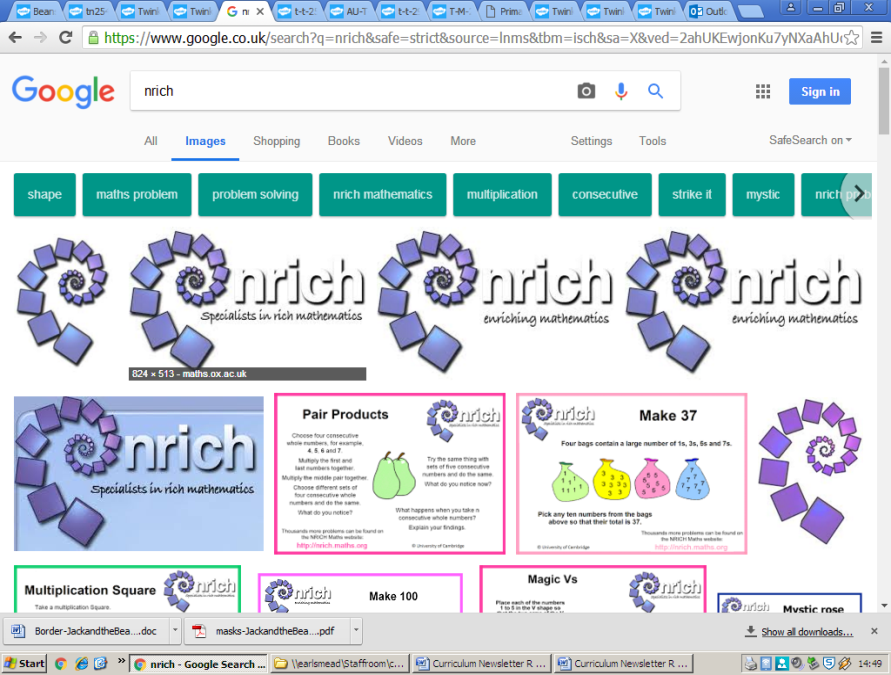 Bean
tn25-
Twink
Twink
n
t-t-25
AU-T
t-t-25
T-M-
Prima
Twink
Twink
Twink
Outlo
https://www.google.co.uk/search?q=nrich&safe=strict&source=lnms&tbm=isch&sa=X&ved=2ahUKEwjonKu7yNXaAhU
Google
nrich
Sign in
All Images Shopping Books Videos More Settings Tools SafeSearch on
shape maths problem problem solving nrich mathematics multiplication consecutive strike it mystic nrich
nrich
Specialists in rich mathematics
824 × 513 - maths.ox.ac.uk
nrich
enriching mathematics
nrich
enriching mathematics
nrich
Specialists in rich mathematics
Pair Products
nrich
Choose four consecutive
whole numbers, for example,
4, 5, 6 and 7.
Multiply the first and
last numbers together.
Multiply the middle pair together.
Choose different sets of
four consecutive whole
numbers and do the same.
What do you notice?
Try the same thing with
sets of five consecutive
numbers and do the same.
What do you notice now?
What happens when you take n
consecutive whole numbers?
Explain your findings.
Thousands more problems can be found on
the NRICH Maths website:
http://nrich.maths.org
© University of Cambridge
nrich
Make 37
Four bags contain a large number of 1s, 3s, 5s and 7s.
Pick any ten numbers from the bags
above so that their total is 37.
Thousands more problems can be found on
the NRICH Maths website:
http://nrich.maths.org
© University of Cambridge
Multiplication Square
nrich
Take a multiplication Square.
nrich
Make 100
Magic Vs
nrich
Place each of the numbers
1 to 5 in the V shape so
nrich
Mystic rose
Border-JackandtheBea....doc
masks-JackandtheBea....pdf
Show all downloads...
Start
nrich - Google Search ...
\\earlsmead\Staffroom\c...
Curriculum Newsletter R ...
Curriculum Newsletter R ...
14:49